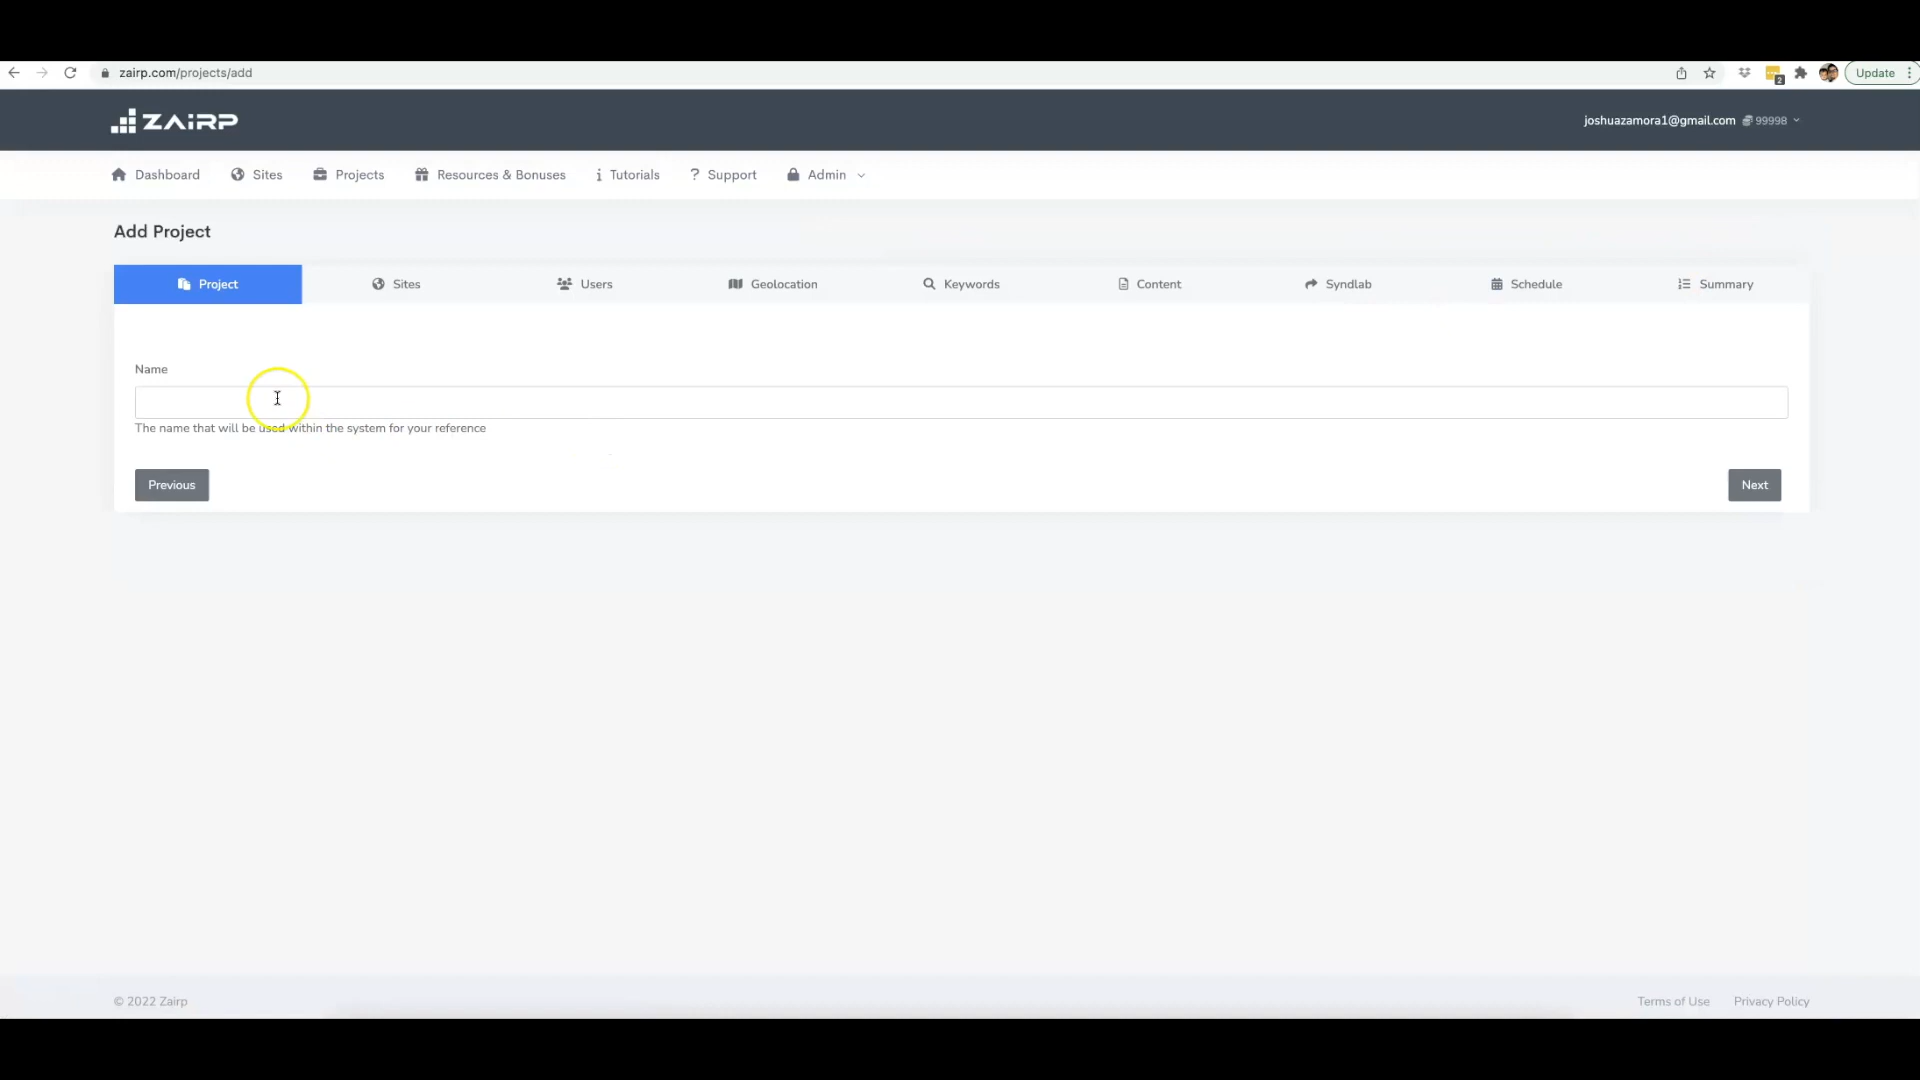 zairp.com/projects/add
2
Update
ZAiRP
joshuazamora1@gmail.com 99998
Dashboard Sites Projects Resources & Bonuses Tutorials Support Admin
Add Project
Project Sites Users Geolocation Keywords Content Syndlab Schedule Summary
Name
The name that will be used within the system for your reference
Previous Next
© 2022 Zairp Terms of Use Privacy Policy